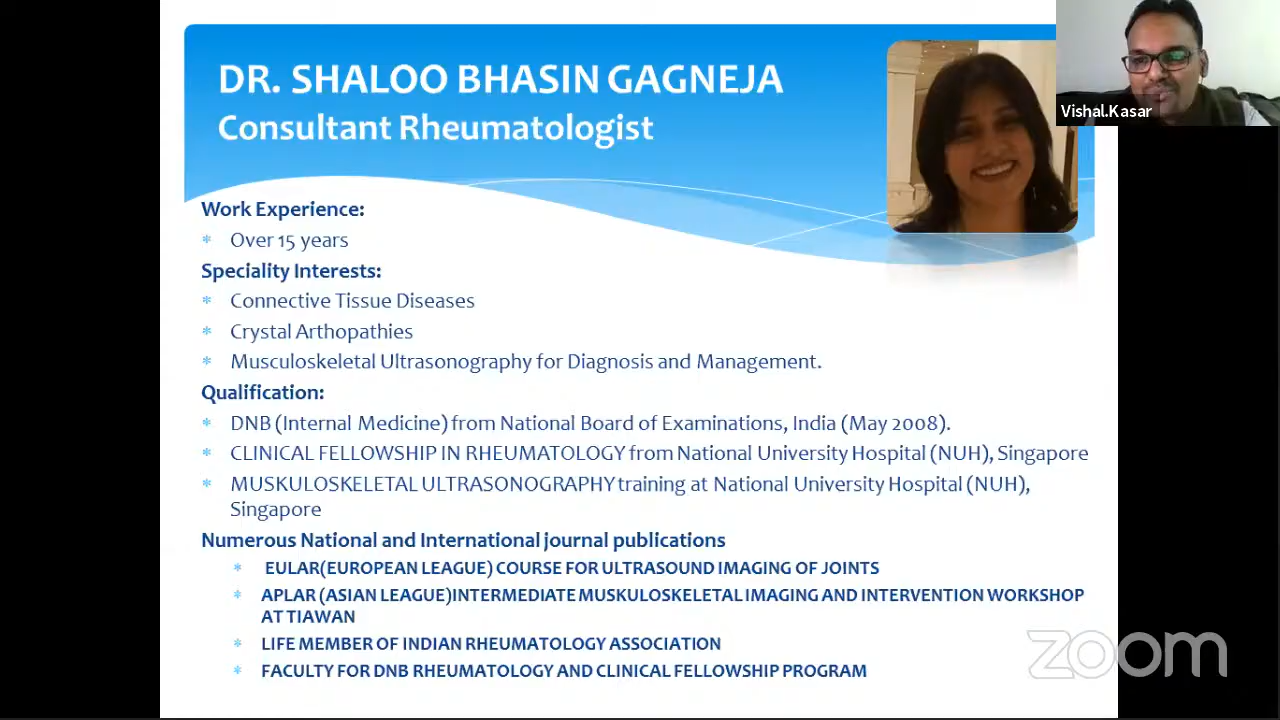 DR. SHALOO BHASIN GAGNEJA
Consultant Rheumatologist
Vishal.Kasar
Work Experience:
* Over 15 years
Speciality Interests:
* Connective Tissue Diseases
* Crystal Arthopathies
* Musculoskeletal Ultrasonography for Diagnosis and Management.
Qualification:
* DNB (Internal Medicine) from National Board of Examinations, India (May 2008).
* CLINICAL FELLOWSHIP IN RHEUMATOLOGY from National University Hospital (NUH), Singapore
* MUSKULOSKELETAL ULTRASONOGRAPHY training at National University Hospital (NUH),
Singapore
Numerous National and International journal publications
* EULAR(EUROPEAN LEAGUE) COURSE FOR ULTRASOUND IMAGING OF JOINTS
* APLAR (ASIAN LEAGUE)INTERMEDIATE MUSKULOSKELETAL IMAGING AND INTERVENTION WORKSHOP
AT TIAWAN
* LIFE MEMBER OF INDIAN RHEUMATOLOGY ASSOCIATION
* FACULTY FOR DNB RHEUMATOLOGY AND CLINICAL FELLOWSHIP PROGRAM
zoom